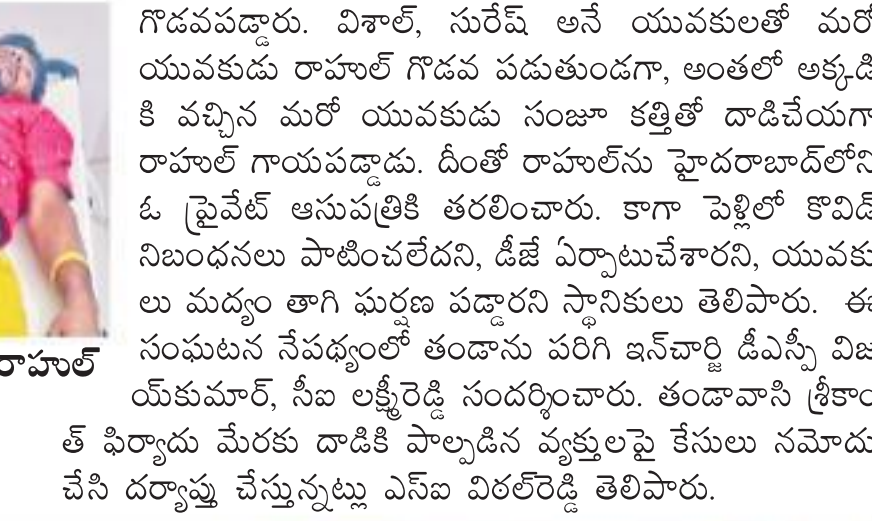 గొడవపడ్డారు. విశాల్, సురేష్ అనే యువకులతో మరో
యువకుడు రాహుల్ గొడవ పడుతుండగా, అంతలో అక్కడి
కి వచ్చిన మరో యువకుడు సంజూ కత్తితో దాడిచేయగా
రాహుల్ గాయపడ్డాడు. దీంతో రాహుల్‌ను హైదరాబాద్‌లోని
ఓ ప్రైవేట్ ఆసుపత్రికి తరలించారు. కాగా పెళ్లిలో కొవిడ్
నిబంధనలు పాటించలేదని, డీజే ఏర్పాటుచేశారని, యువకు
లు మద్యం తాగి ఘర్షణ పడ్డారని స్థానికులు తెలిపారు. ఈ
సంఘటన నేపథ్యంలో తండాను పరిగి ఇన్‌చార్జి డీఎస్పీ విజ
య్‌కుమార్, సీఐ లక్ష్మీరెడ్డి సందర్శించారు. తండావాసి శ్రీకాం
త్ ఫిర్యాదు మేరకు దాడికి పాల్పడిన వ్యక్తులపై కేసులు నమోదు
చేసి దర్యాప్తు చేస్తున్నట్లు ఎస్ఐ విఠల్‌రెడ్డి తెలిపారు.
రాహుల్